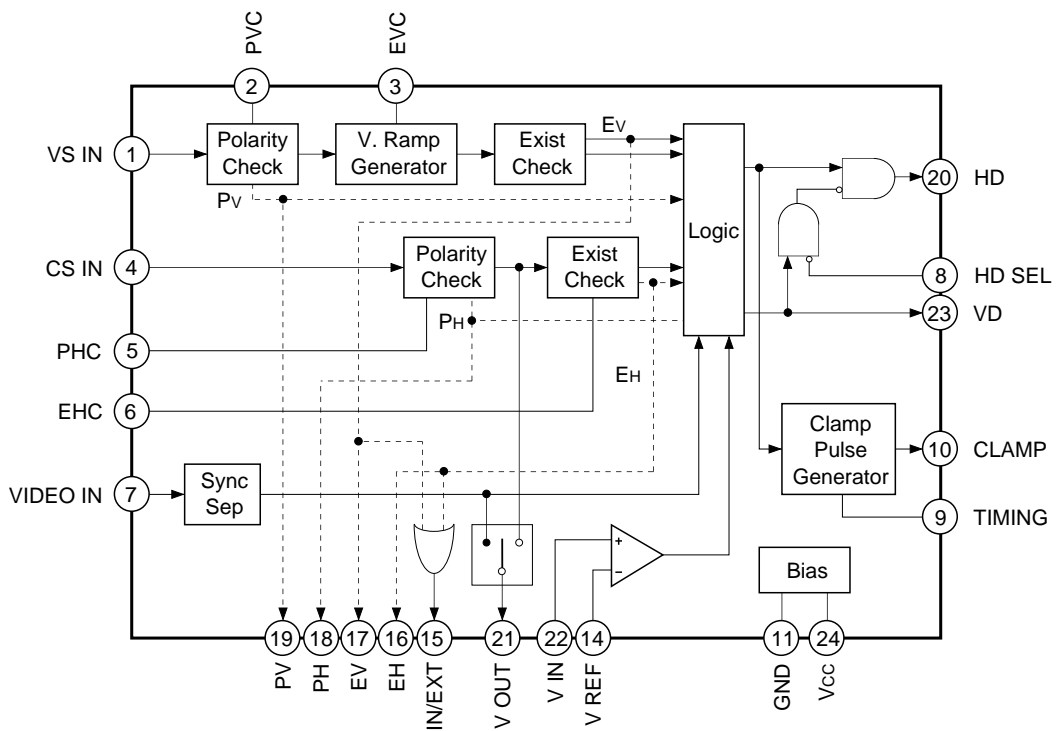 PVC
EVC
2
3
VS IN
1
Polarity
Check
V. Ramp
Generator
Exist
Check
EV
PV
Logic
20
HD
CS IN
4
Polarity
Check
Exist
Check
8
HD SEL
23
VD
PHC
5
PH
EH
EHC
6
Clamp
Pulse
Generator
10
CLAMP
VIDEO IN
7
Sync
Sep
9
TIMING
+
−
Bias
19
18
17
16
15
21
22
14
11
24
PV
PH
EV
EH
IN/EXT
V OUT
V IN
V REF
GND
VCC